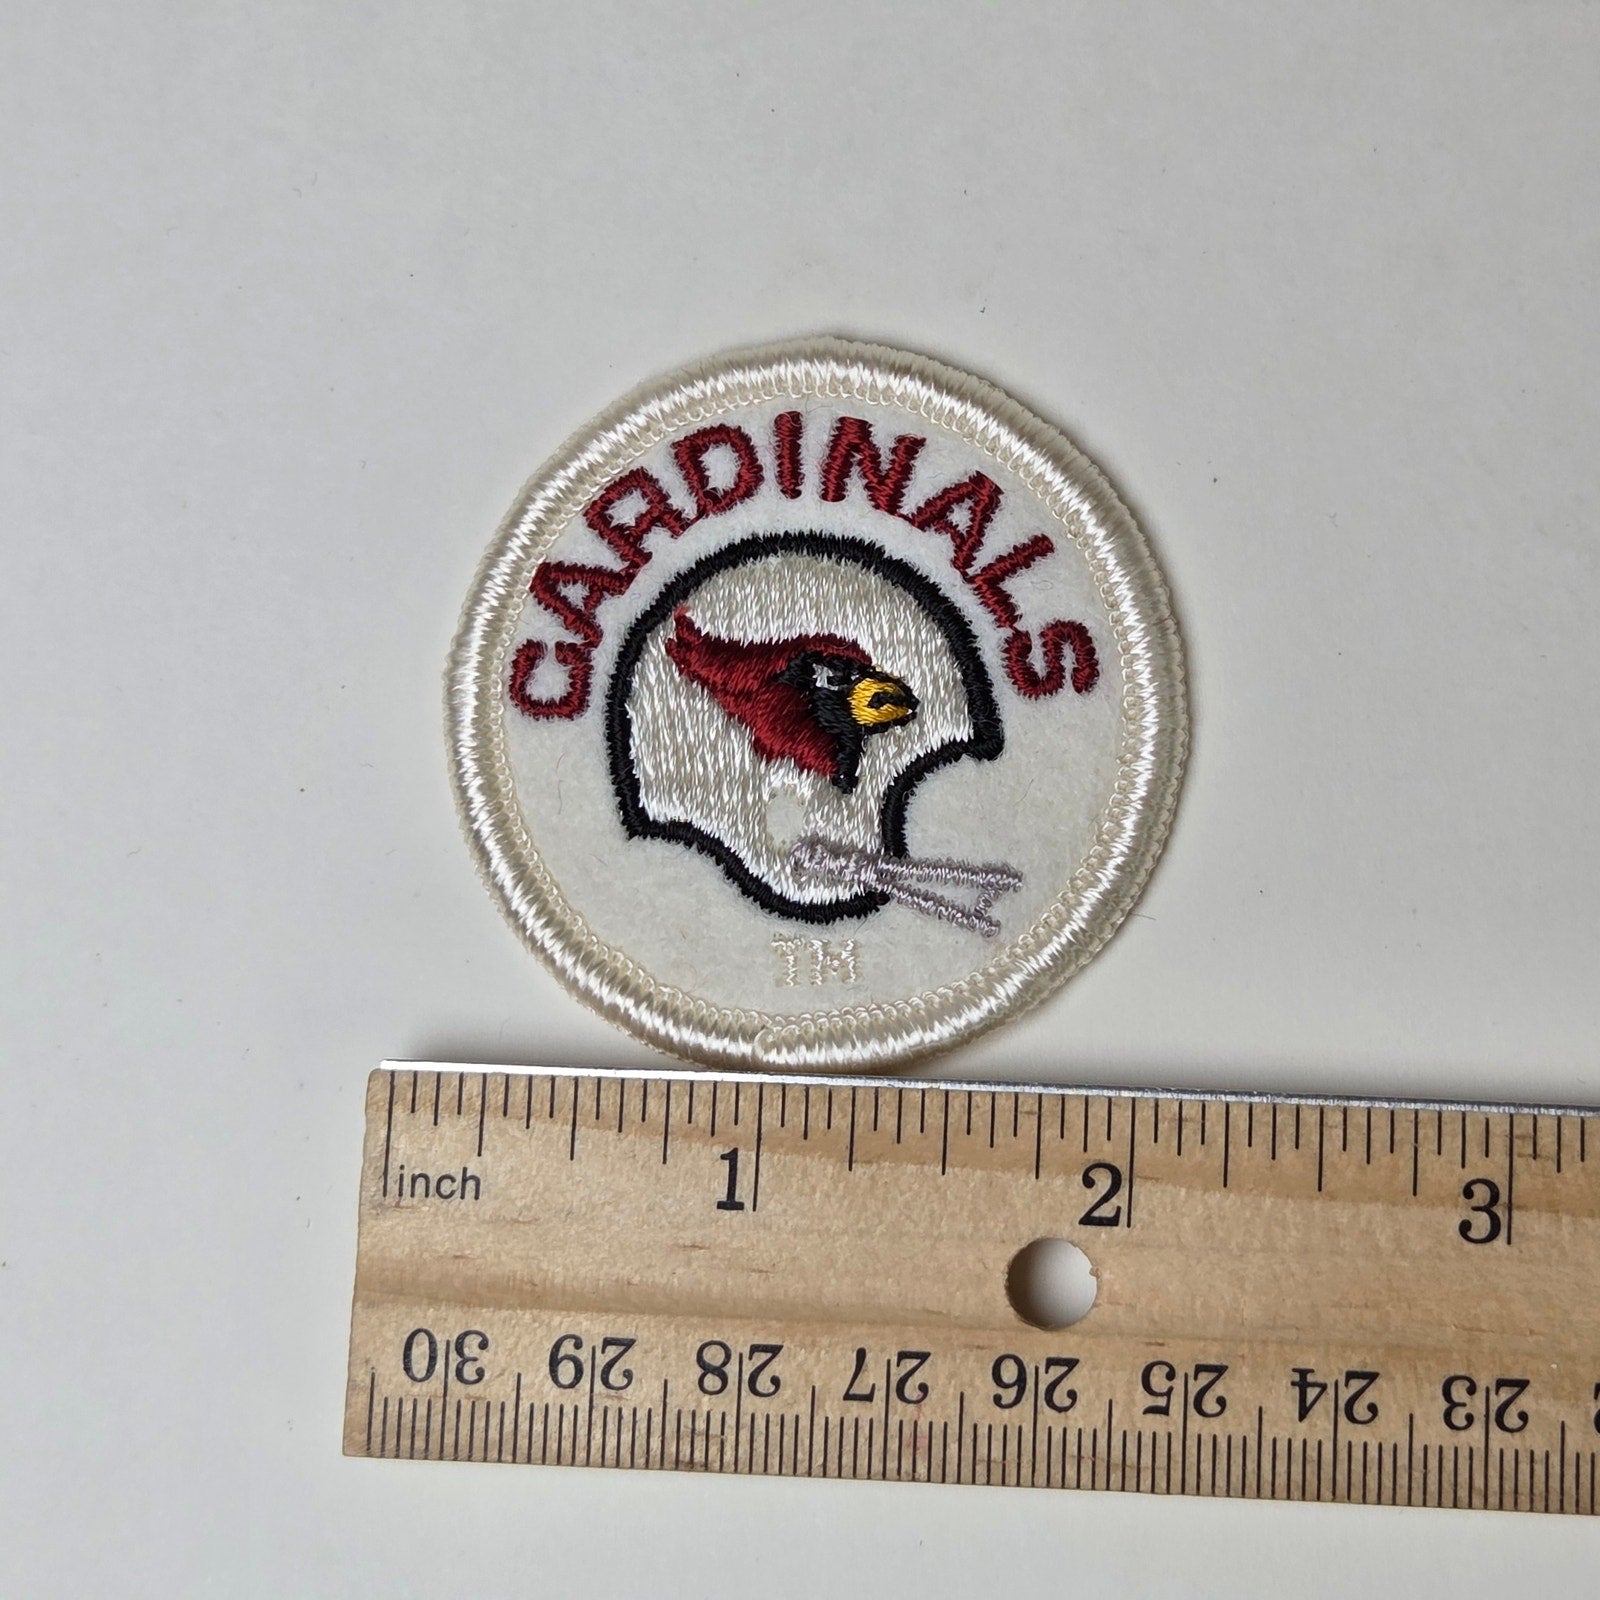 CARDINALS
TM
inch 1 2 3
30 29 28 27 26 25 24 23